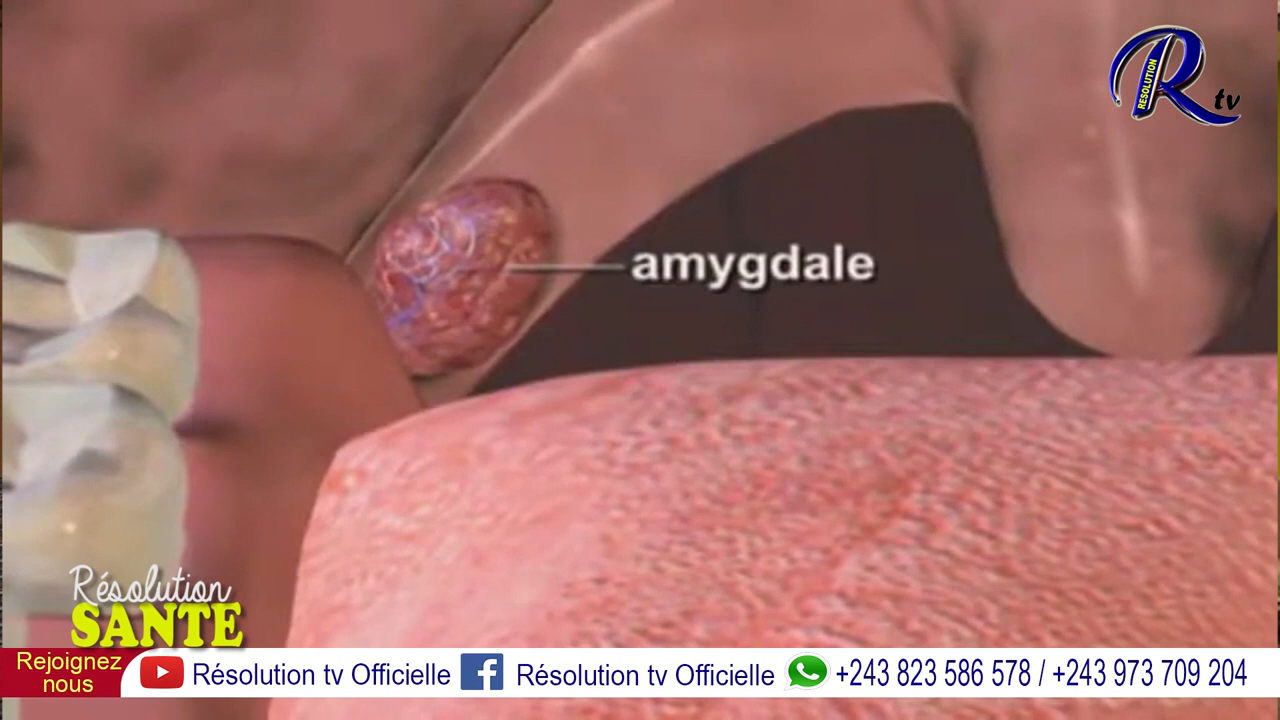 RESOLUTION
R tv
amygdale
Résolution
SANTE
Rejoignez
nous
Résolution tv Officielle
Résolution tv Officielle
+243 823 586 578 / +243 973 709 204